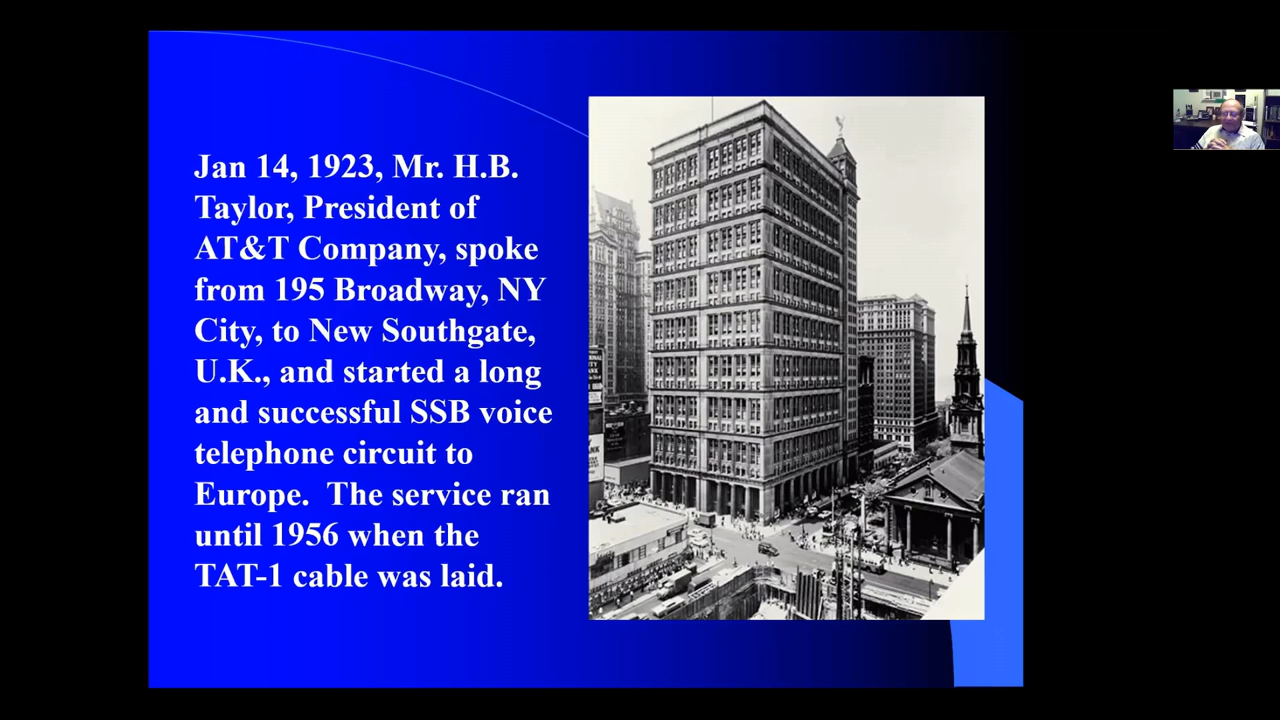 Jan 14, 1923, Mr. H.B.
Taylor, President of
AT&T Company, spoke
from 195 Broadway, NY
City, to New Southgate,
U.K., and started a long
and successful SSB voice
telephone circuit to
Europe. The service ran
until 1956 when the
TAT-1 cable was laid.